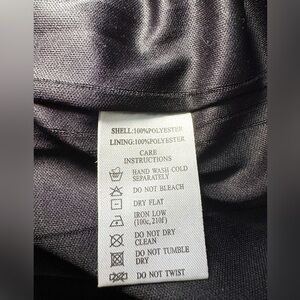 SHELL:100%POLYESTER
LINING:100%POLYESTER
CARE
INSTRUCTIONS
HAND WASH COLD
SEPARATELY
DO NOT BLEACH
DRY FLAT
IRON LOW
(100c, 210f)
DO NOT DRY
CLEAN
DO NOT TUMBLE
DRY
DO NOT TWIST